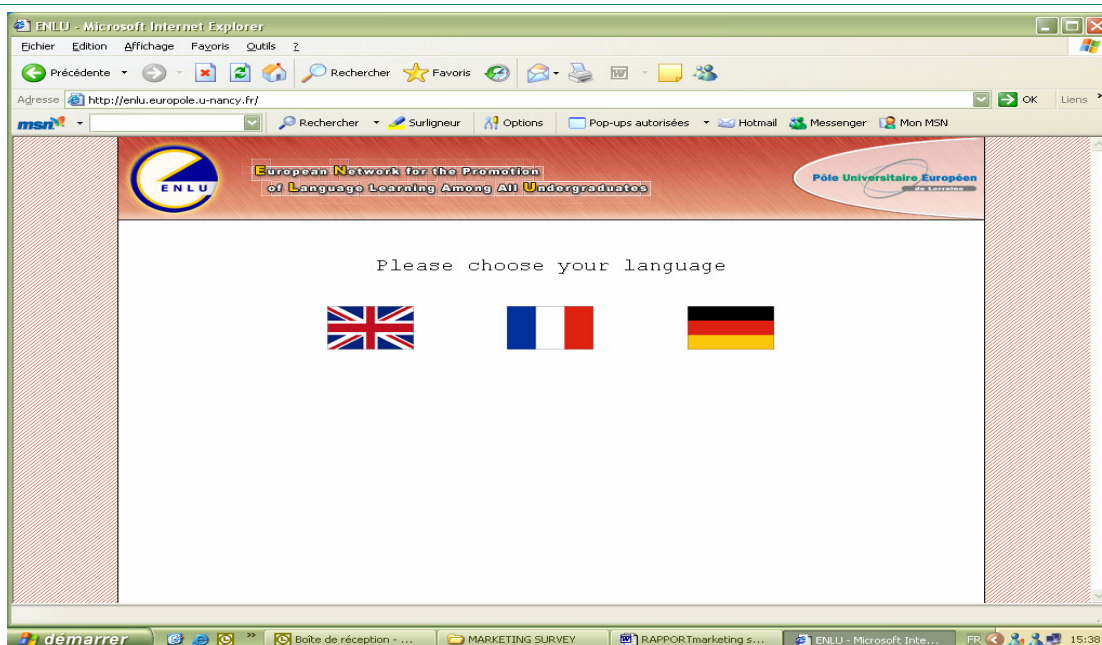 ENLU - Microsoft Internet Explorer
Fichier Edition Affichage Favoris Outils ?
Précédente Rechercher Favoris
Adresse http://enlu.europole.u-nancy.fr/ OK Liens
msn Rechercher Surligneur Options Pop-ups autorisées Hotmail Messenger Mon MSN
ENLU
European Network for the Promotion
of Language Learning Among All Undergraduates
Pôle Universitaire Européen
de Lorraine
Please choose your language
démarrer Boîte de réception - ... MARKETING SURVEY RAPPORTmarketing s... ENLU - Microsoft Inte... FR 15:38